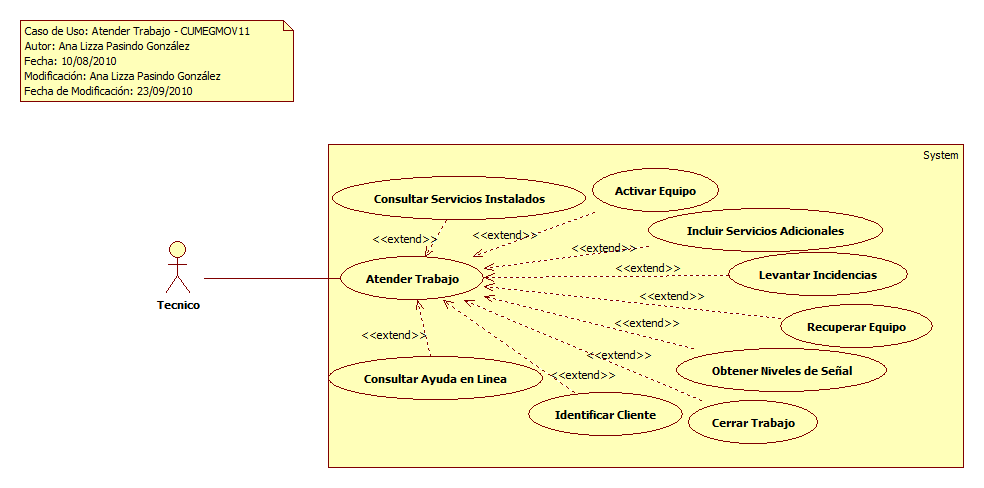 Caso de Uso: Atender Trabajo - CUMEGMOV11
Autor: Ana Lizza Pasindo González
Fecha: 10/08/2010
Modificación: Ana Lizza Pasindo González
Fecha de Modificación: 23/09/2010
System
Activar Equipo
Consultar Servicios Instalados
Incluir Servicios Adicionales
<<extend>>
<<extend>>
<<extend>>
<<extend>>
Levantar Incidencias
Atender Trabajo
Tecnico
<<extend>>
Recuperar Equipo
<<extend>>
<<extend>>
<<extend>>
Obtener Niveles de Señal
<<extend>>
Consultar Ayuda en Linea
Identificar Cliente
Cerrar Trabajo